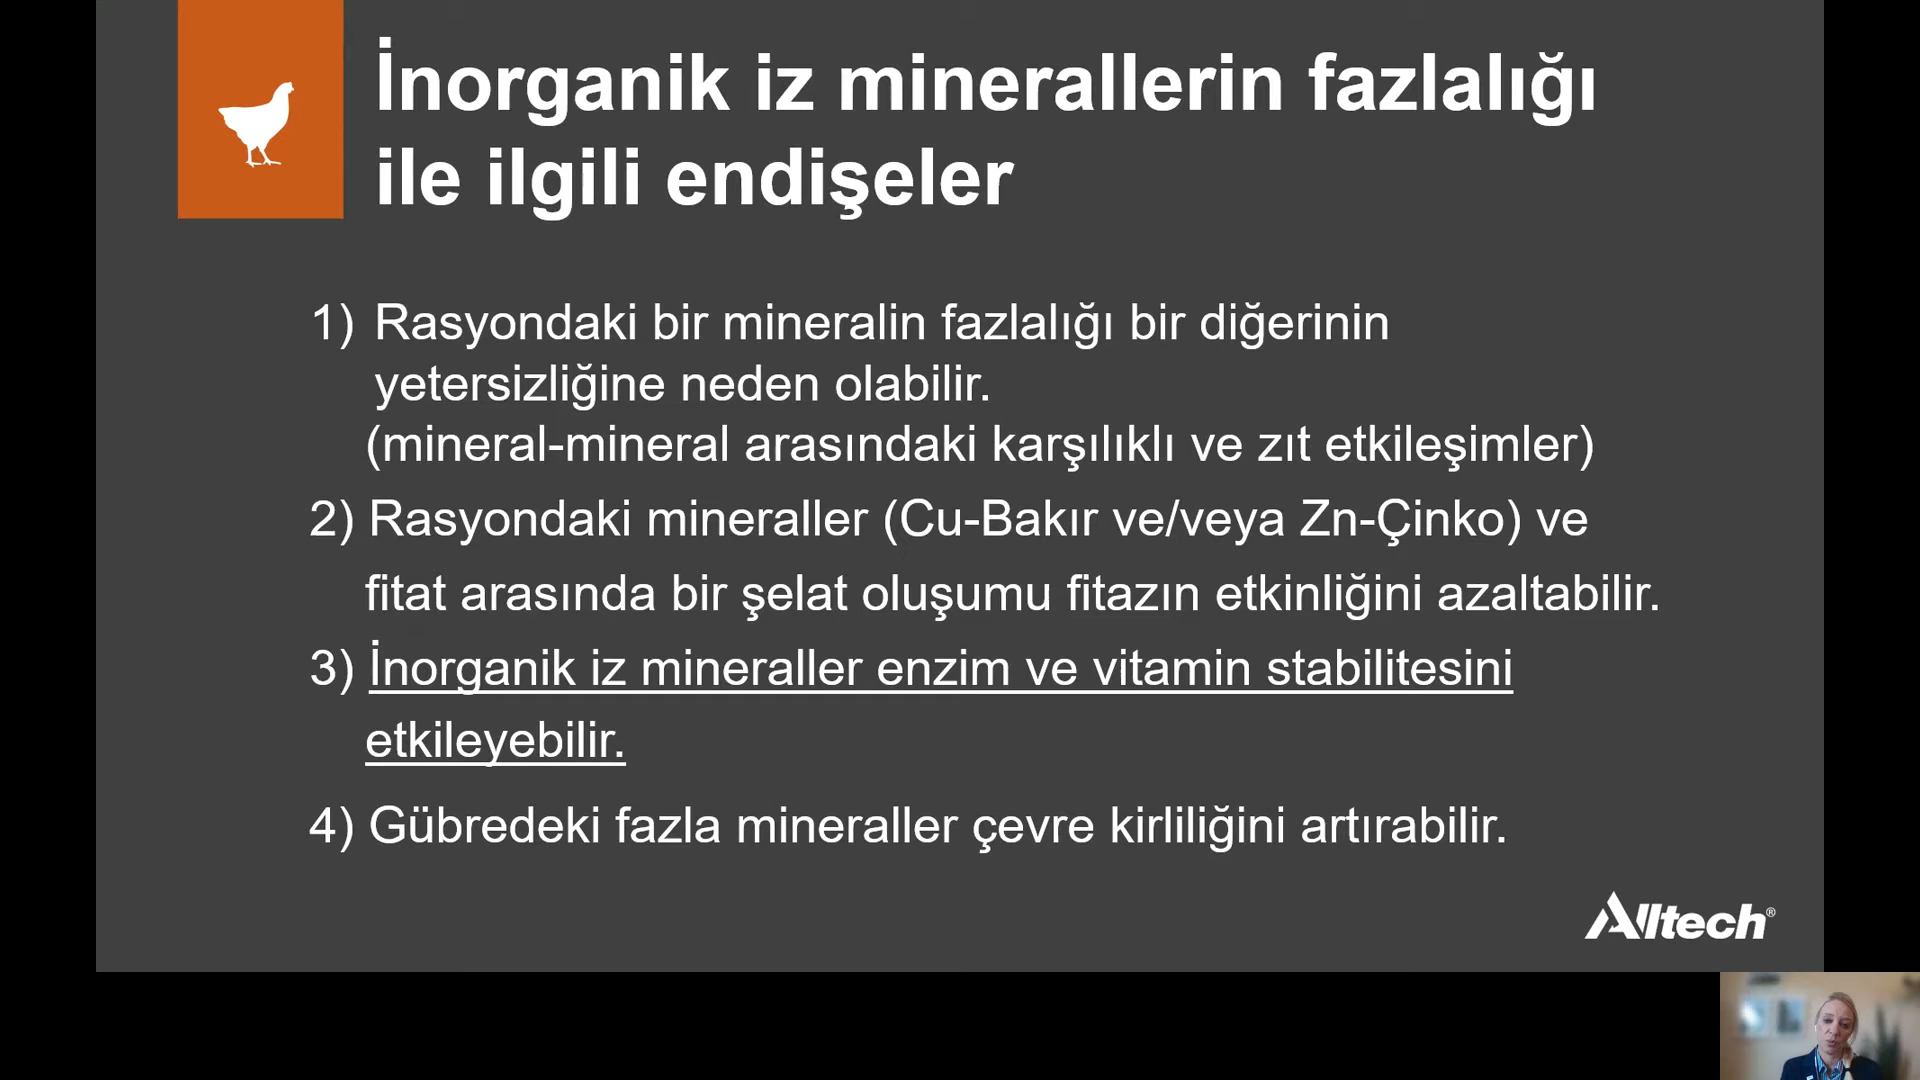 İnorganik iz minerallerin fazlalığı
ile ilgili endişeler
1) Rasyondaki bir mineralin fazlalığı bir diğerinin
yetersizliğine neden olabilir.
(mineral-mineral arasındaki karşılıklı ve zıt etkileşimler)
2) Rasyondaki mineraller (Cu-Bakır ve/veya Zn-Çinko) ve
fitat arasında bir şelat oluşumu fitazın etkinliğini azaltabilir.
3) İnorganik iz mineraller enzim ve vitamin stabilitesini
etkileyebilir.
4) Gübredeki fazla mineraller çevre kirliliğini artırabilir.
Alltech®